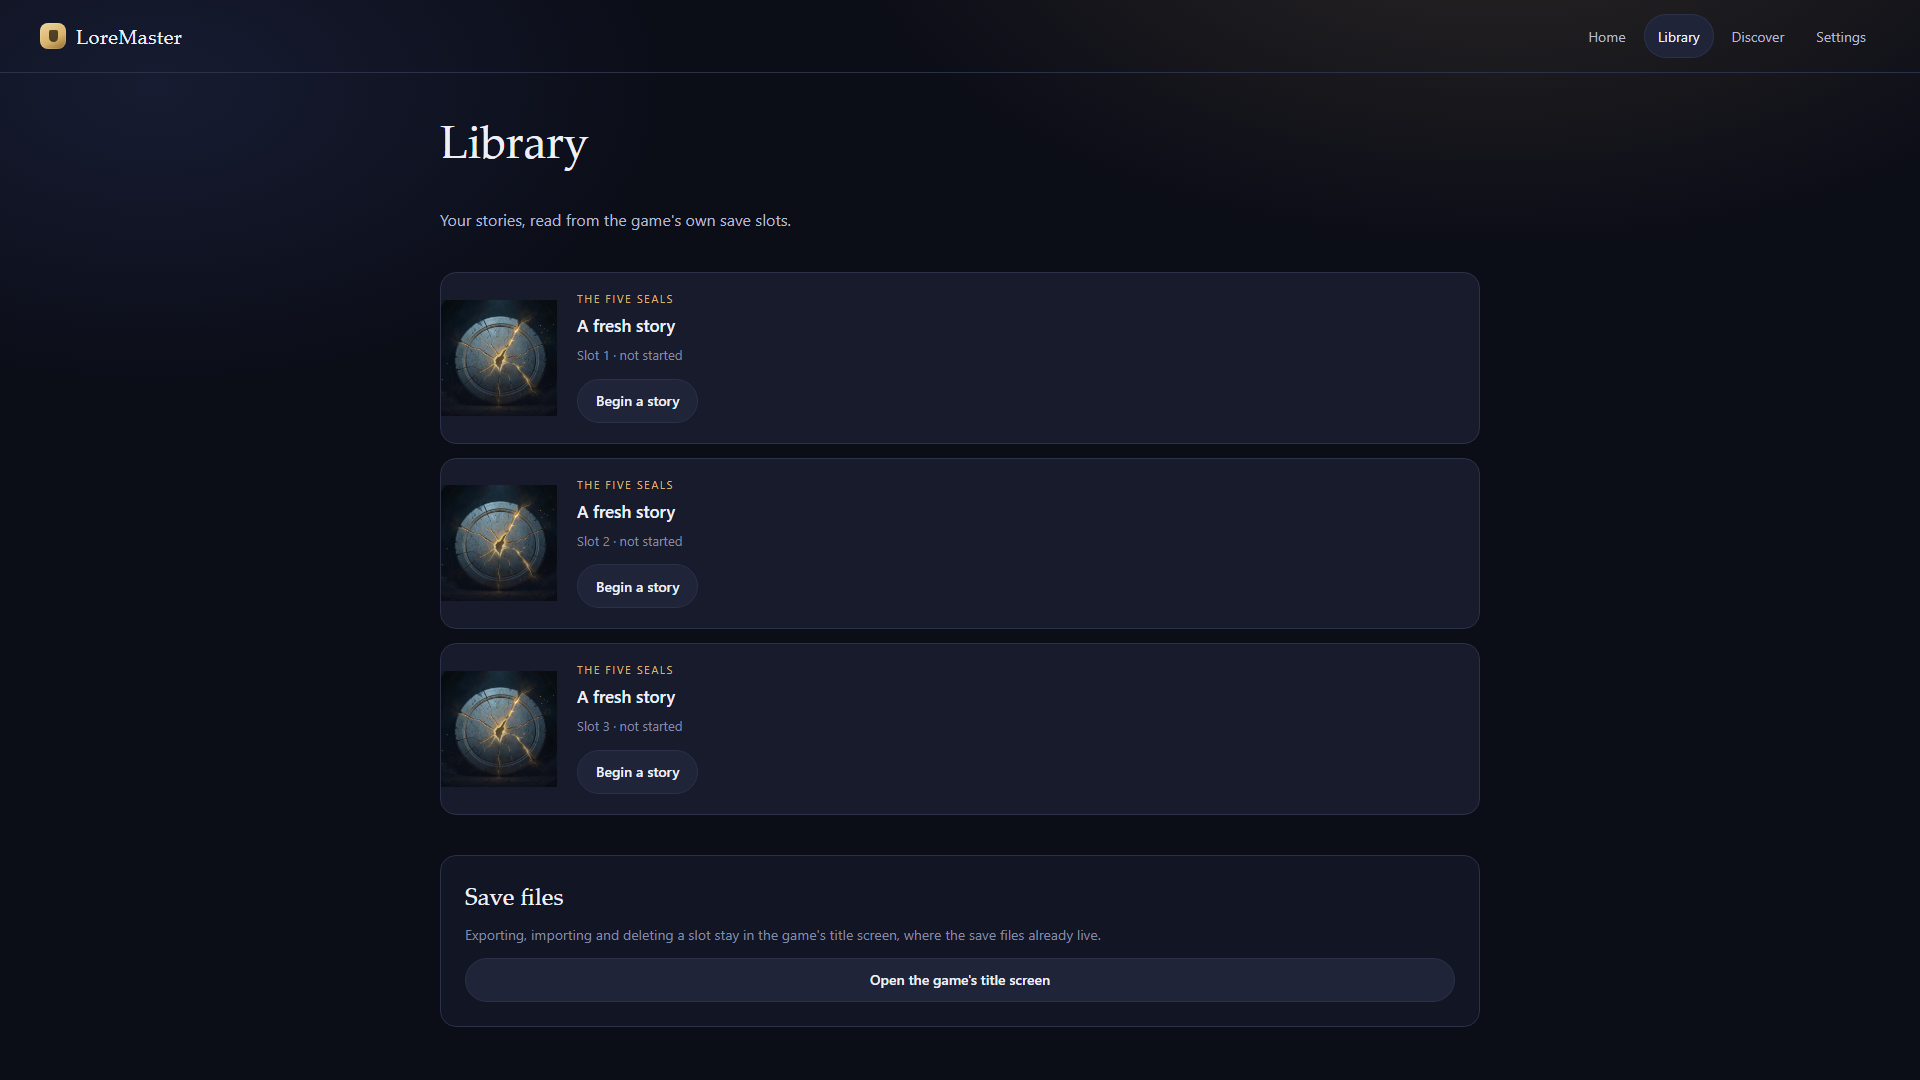 LoreMaster
Home
Library
Discover
Settings
Library
Your stories, read from the game's own save slots.
THE FIVE SEALS
A fresh story
Slot 1 · not started
Begin a story
THE FIVE SEALS
A fresh story
Slot 2 · not started
Begin a story
THE FIVE SEALS
A fresh story
Slot 3 · not started
Begin a story
Save files
Exporting, importing and deleting a slot stay in the game's title screen, where the save files already live.
Open the game's title screen